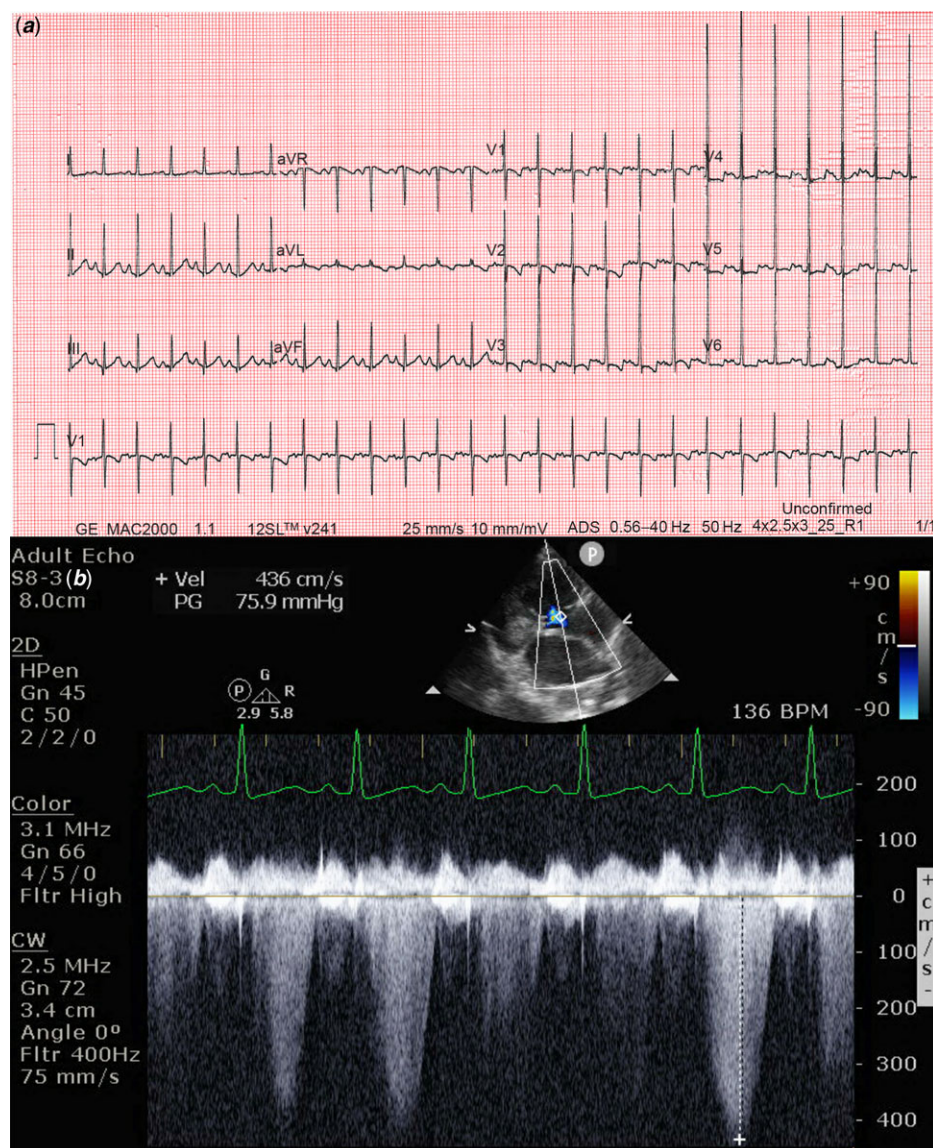 (a)
I aVR V1 V4
II aVL V2 V5
III aVF V3 V6
V1
Unconfirmed
GE MAC2000 1.1 12SL™ v241 25 mm/s 10 mm/mV ADS 0.56–40 Hz 50 Hz 4x2.5x3_25_R1 1/1
Adult Echo
S8-3 (b)
8.0cm
+ Vel 436 cm/s
PG 75.9 mmHg
P
+90
c
m
/
s
-90
2D
HPen
Gn 45
C 50
2/2/0
G
P R
2.9 5.8
136 BPM
Color
3.1 MHz
Gn 66
4/5/0
Fltr High
CW
2.5 MHz
Gn 72
3.4 cm
Angle 0°
Fltr 400Hz
75 mm/s
200
100
0
100
200
300
400
+
c
m
/
s
-
+